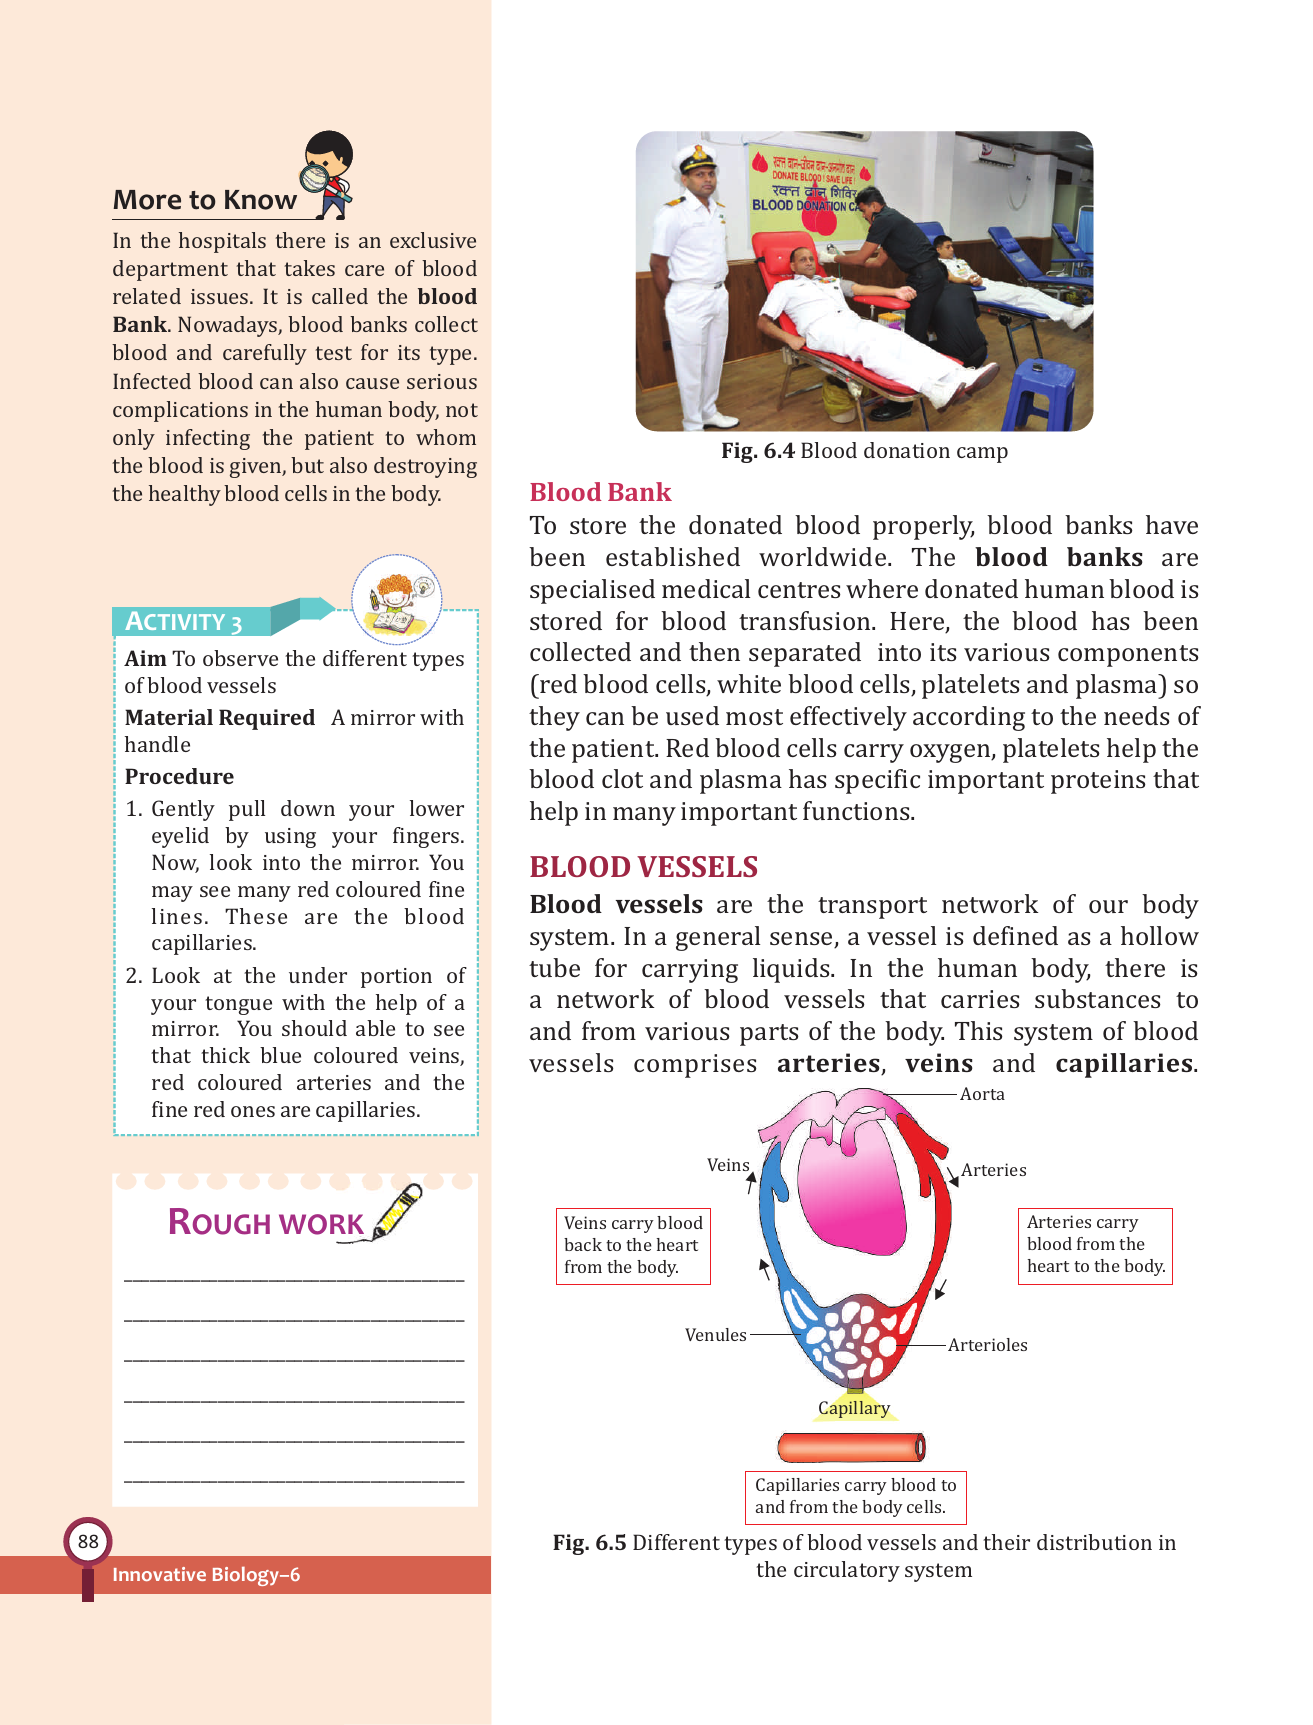 More to Know
In the hospitals there is an exclusive
department that takes care of blood
related issues. It is called the blood
Bank. Nowadays, blood banks collect
blood and carefully test for its type.
Infected blood can also cause serious
complications in the human body, not
only infecting the patient to whom
the blood is given, but also destroying
the healthy blood cells in the body.
ACTIVITY 3
Aim To observe the different types
of blood vessels
Material Required A mirror with
handle
Procedure
1. Gently pull down your lower
eyelid by using your fingers.
Now, look into the mirror. You
may see many red coloured fine
lines. These are the blood
capillaries.
2. Look at the under portion of
your tongue with the help of a
mirror. You should able to see
that thick blue coloured veins,
red coloured arteries and the
fine red ones are capillaries.
ROUGH WORK
88
Innovative Biology–6
रक्त दान-जीवन दान-अनमोल दान
DONATE BLOOD ! SAVE LIFE !
रक्त दान शिविर
BLOOD DONATION CA
Fig. 6.4 Blood donation camp
Blood Bank
To store the donated blood properly, blood banks have
been established worldwide. The blood banks are
specialised medical centres where donated human blood is
stored for blood transfusion. Here, the blood has been
collected and then separated into its various components
(red blood cells, white blood cells, platelets and plasma) so
they can be used most effectively according to the needs of
the patient. Red blood cells carry oxygen, platelets help the
blood clot and plasma has specific important proteins that
help in many important functions.
BLOOD VESSELS
Blood vessels are the transport network of our body
system. In a general sense, a vessel is defined as a hollow
tube for carrying liquids. In the human body, there is
a network of blood vessels that carries substances to
and from various parts of the body. This system of blood
vessels comprises arteries, veins and capillaries.
Aorta
Veins
Arteries
Veins carry blood
back to the heart
from the body.
Arteries carry
blood from the
heart to the body.
Venules
Arterioles
Capillary
Capillaries carry blood to
and from the body cells.
Fig. 6.5 Different types of blood vessels and their distribution in
the circulatory system